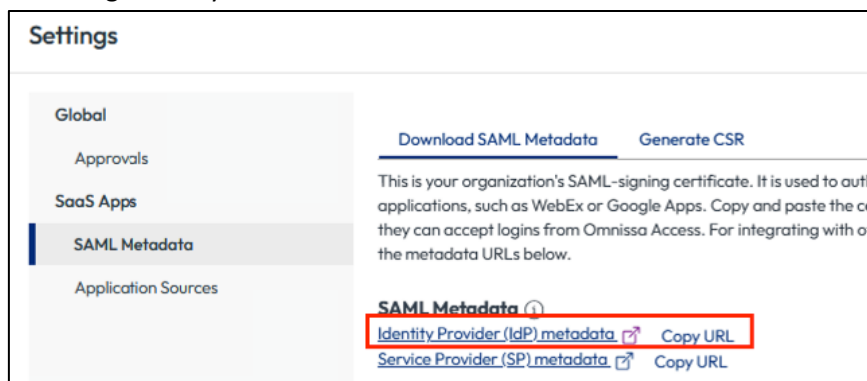 Settings
Global
Approvals
SaaS Apps
SAML Metadata
Application Sources
Download SAML Metadata Generate CSR
This is your organization's SAML-signing certificate. It is used to
applications, such as WebEx or Google Apps. Copy and paste the
they can accept logins from Omnissa Access. For integrating with
the metadata URLs below.
SAML Metadata
Identity Provider (IdP) metadata Copy URL
Service Provider (SP) metadata Copy URL